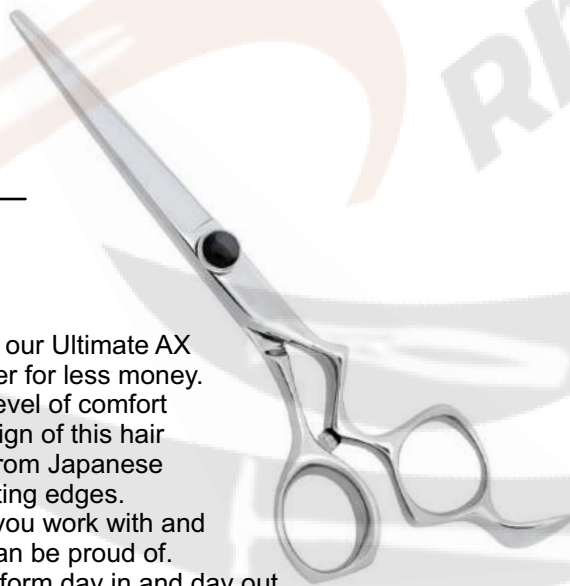 our Ultimate AX
er for less money.
evel of comfort
ign of this hair
rom Japanese
ting edges.
you work with and
an be proud of.
form day in and day out